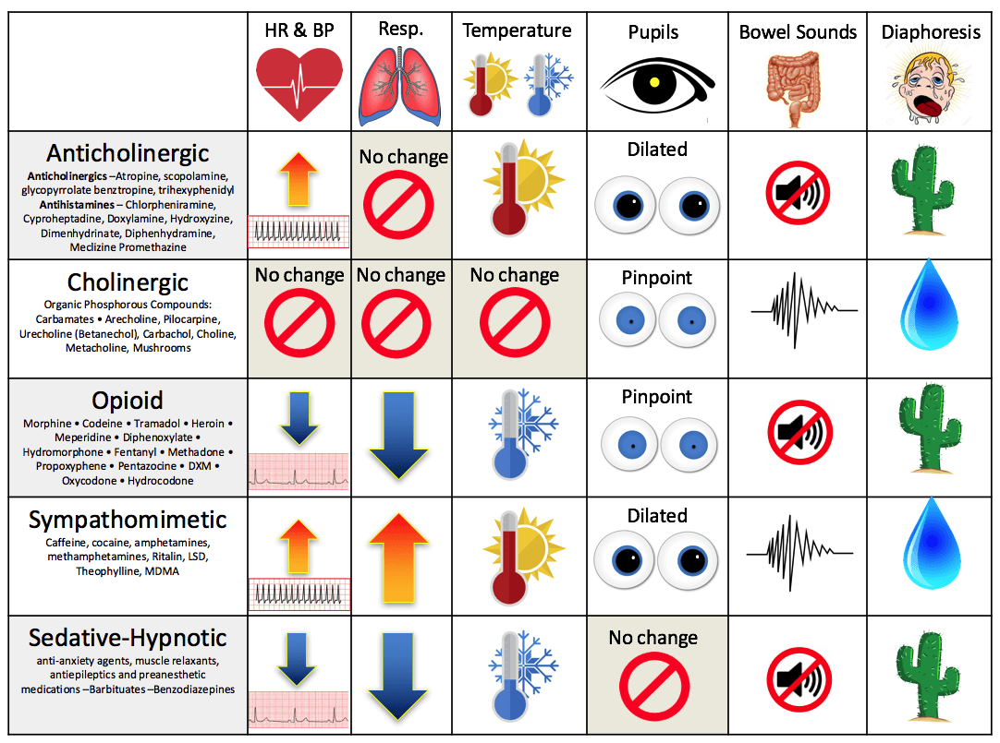 HR & BP
Resp.
Temperature
Pupils
Bowel Sounds
Diaphoresis
Anticholinergic
Anticholinergics –Atropine, scopolamine,
glycopyrrolate benztropine, trihexyphenidyl
Antihistamines – Chlorpheniramine,
Cyproheptadine, Doxylamine, Hydroxyzine,
Dimenhydrinate, Diphenhydramine,
Meclizine Promethazine
No change
Dilated
Cholinergic
Organic Phosphorous Compounds:
Carbamates • Arecholine, Pilocarpine,
Urecholine (Betanechol), Carbachol, Choline,
Metacholine, Mushrooms
No change
No change
No change
Pinpoint
Opioid
Morphine • Codeine • Tramadol • Heroin •
Meperidine • Diphenoxylate •
Hydromorphone • Fentanyl • Methadone •
Propoxyphene • Pentazocine • DXM •
Oxycodone • Hydrocodone
Pinpoint
Sympathomimetic
Caffeine, cocaine, amphetamines,
methamphetamines, Ritalin, LSD,
Theophylline, MDMA
Dilated
Sedative-Hypnotic
anti-anxiety agents, muscle relaxants,
antiepileptics and preanesthetic
medications –Barbituates –Benzodiazepines
No change